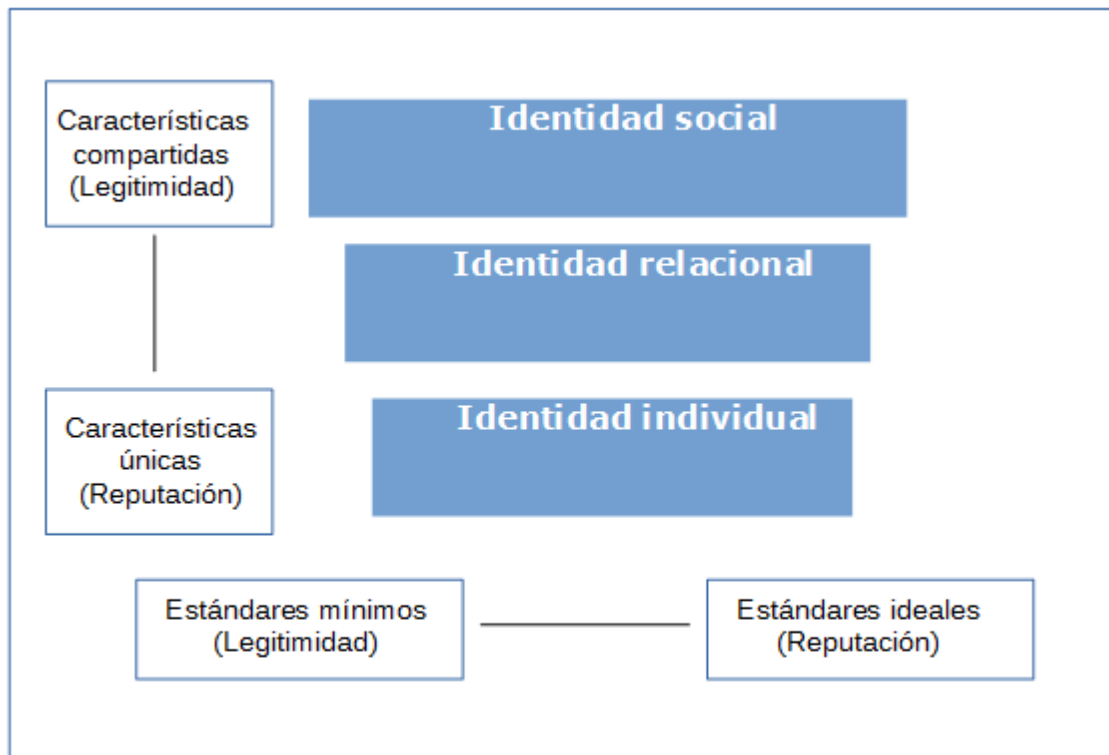 Características
compartidas
(Legitimidad)
Identidad social
Identidad relacional
Características
únicas
(Reputación)
Identidad individual
Estándares mínimos
(Legitimidad)
Estándares ideales
(Reputación)